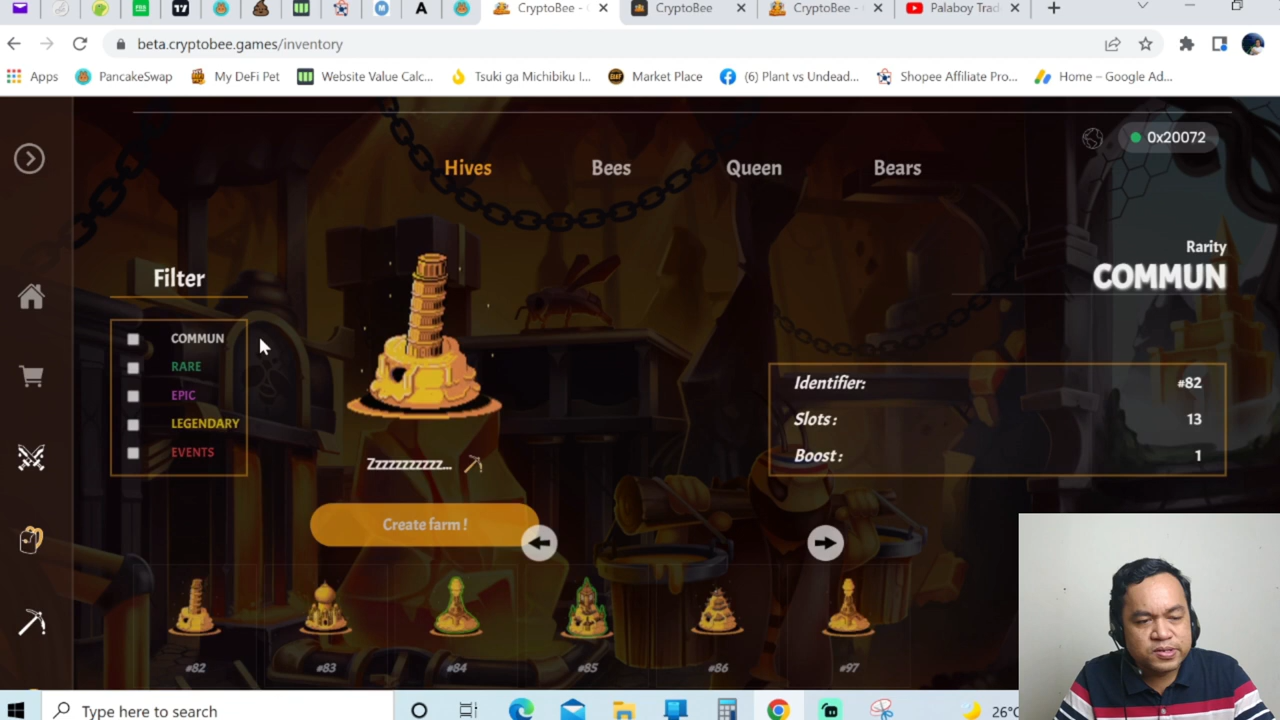 CryptoBee -
CryptoBee
CryptoBee -
Palaboy Trad
beta.cryptobee.games/inventory
Apps
PancakeSwap
My DeFi Pet
Website Value Calc...
Tsuki ga Michibiku I...
Market Place
(6) Plant vs Undead...
Shopee Affiliate Pro...
Home – Google Ad...
0x20072
Hives
Bees
Queen
Bears
Rarity
COMMUN
Filter
COMMUN
RARE
EPIC
LEGENDARY
EVENTS
Identifier:
#82
Slots:
13
Boost:
1
Zzzzzzzzzzz...
Create farm !
#82
#83
#84
#85
#86
#97
Type here to search
26°C